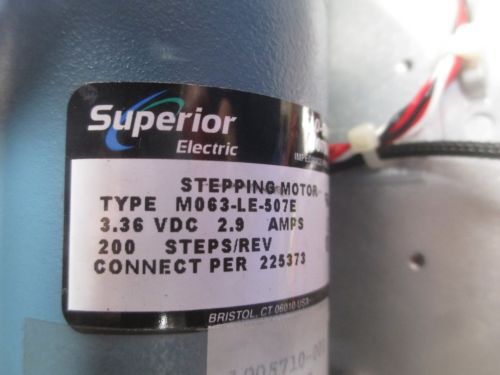 Superior
Electric
STEPPING MOTOR
TYPE M063-LE-507E
3.36 VDC 2.9 AMPS
200 STEPS/REV
CONNECT PER 225373
BRISTOL, CT 06010 USA